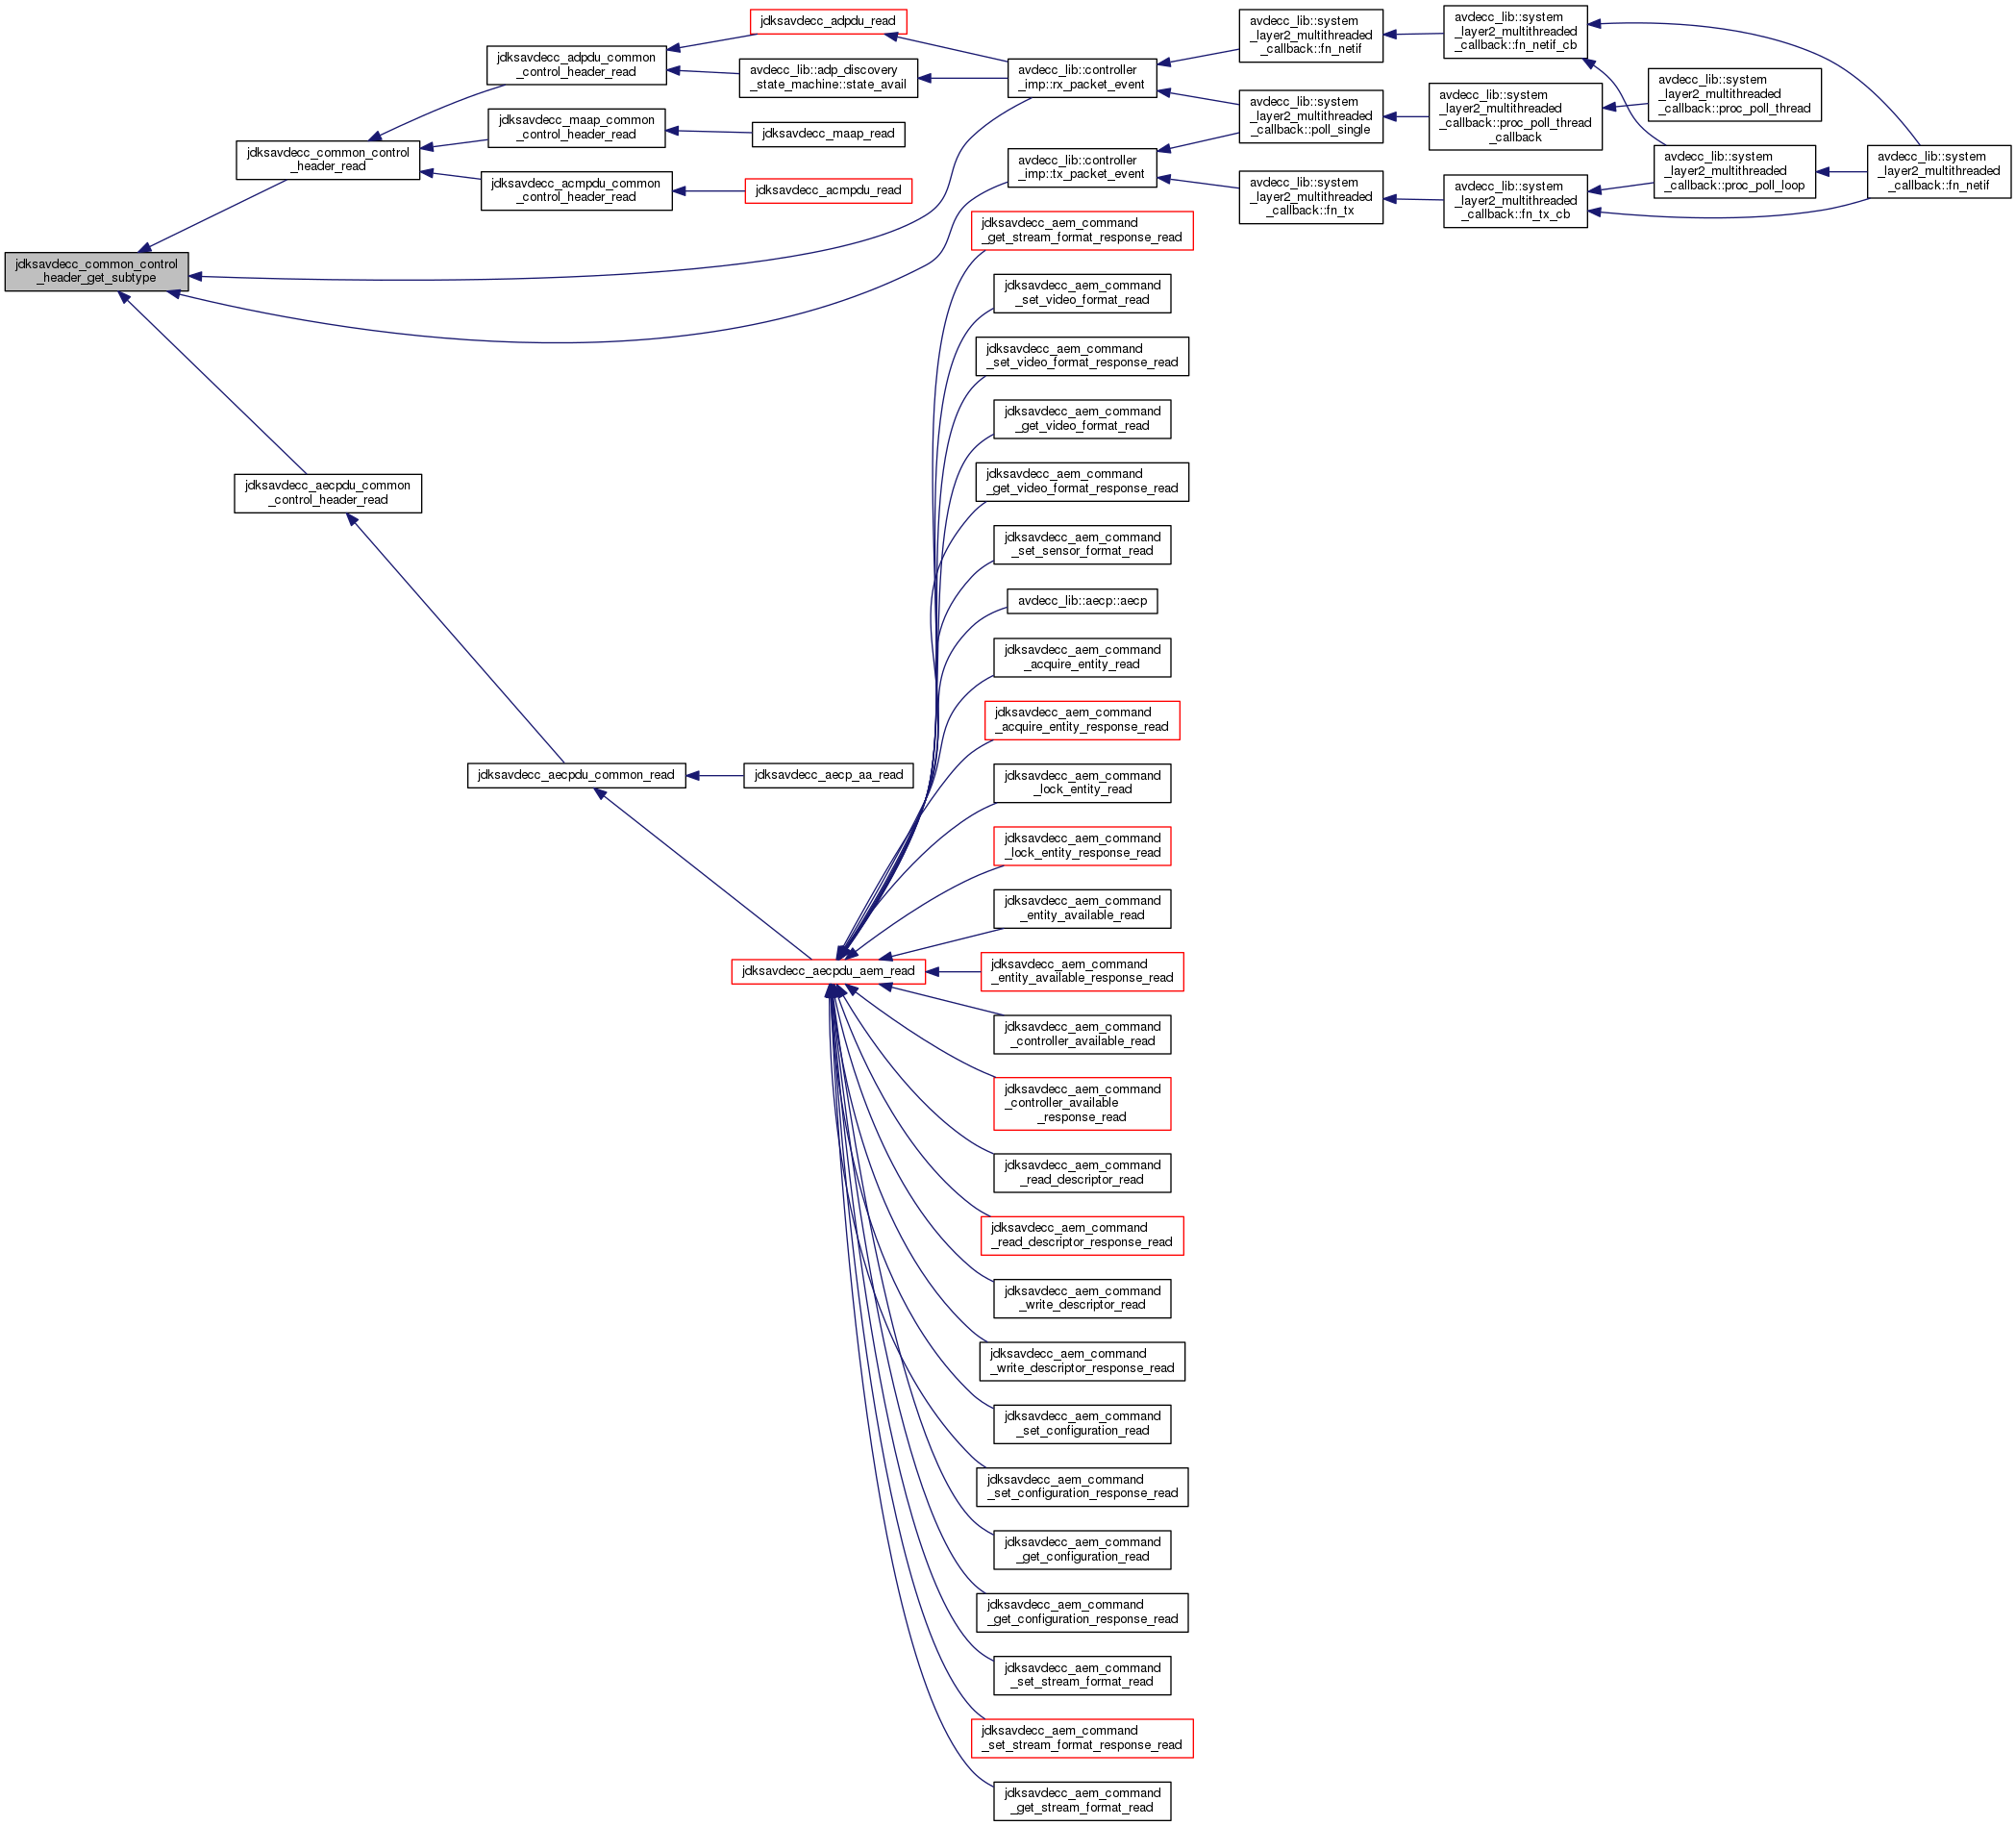 jdksavdecc_common_control
_header_get_subtype
jdksavdecc_common_control
_header_read
jdksavdecc_adpdu_common
_control_header_read
jdksavdecc_maap_common
_control_header_read
jdksavdecc_acmpdu_common
_control_header_read
jdksavdecc_adpdu_read
avdecc_lib::adp_discovery
_state_machine::state_avail
jdksavdecc_maap_read
jdksavdecc_acmpdu_read
avdecc_lib::controller
_imp::rx_packet_event
avdecc_lib::controller
_imp::tx_packet_event
avdecc_lib::system
_layer2_multithreaded
_callback::fn_netif
avdecc_lib::system
_layer2_multithreaded
_callback::poll_single
avdecc_lib::system
_layer2_multithreaded
_callback::fn_tx
avdecc_lib::system
_layer2_multithreaded
_callback::fn_netif_cb
avdecc_lib::system
_layer2_multithreaded
_callback::proc_poll_thread
_callback
avdecc_lib::system
_layer2_multithreaded
_callback::fn_tx_cb
avdecc_lib::system
_layer2_multithreaded
_callback::proc_poll_thread
avdecc_lib::system
_layer2_multithreaded
_callback::proc_poll_loop
avdecc_lib::system
_layer2_multithreaded
_callback::fn_netif
jdksavdecc_aecpdu_common
_control_header_read
jdksavdecc_aecpdu_common_read
jdksavdecc_aecp_aa_read
jdksavdecc_aecpdu_aem_read
jdksavdecc_aem_command
_get_stream_format_response_read
jdksavdecc_aem_command
_set_video_format_read
jdksavdecc_aem_command
_set_video_format_response_read
jdksavdecc_aem_command
_get_video_format_read
jdksavdecc_aem_command
_get_video_format_response_read
jdksavdecc_aem_command
_set_sensor_format_read
avdecc_lib::aecp::aecp
jdksavdecc_aem_command
_acquire_entity_read
jdksavdecc_aem_command
_acquire_entity_response_read
jdksavdecc_aem_command
_lock_entity_read
jdksavdecc_aem_command
_lock_entity_response_read
jdksavdecc_aem_command
_entity_available_read
jdksavdecc_aem_command
_entity_available_response_read
jdksavdecc_aem_command
_controller_available_read
jdksavdecc_aem_command
_controller_available
_response_read
jdksavdecc_aem_command
_read_descriptor_read
jdksavdecc_aem_command
_read_descriptor_response_read
jdksavdecc_aem_command
_write_descriptor_read
jdksavdecc_aem_command
_write_descriptor_response_read
jdksavdecc_aem_command
_set_configuration_read
jdksavdecc_aem_command
_set_configuration_response_read
jdksavdecc_aem_command
_get_configuration_read
jdksavdecc_aem_command
_get_configuration_response_read
jdksavdecc_aem_command
_set_stream_format_read
jdksavdecc_aem_command
_set_stream_format_response_read
jdksavdecc_aem_command
_get_stream_format_read